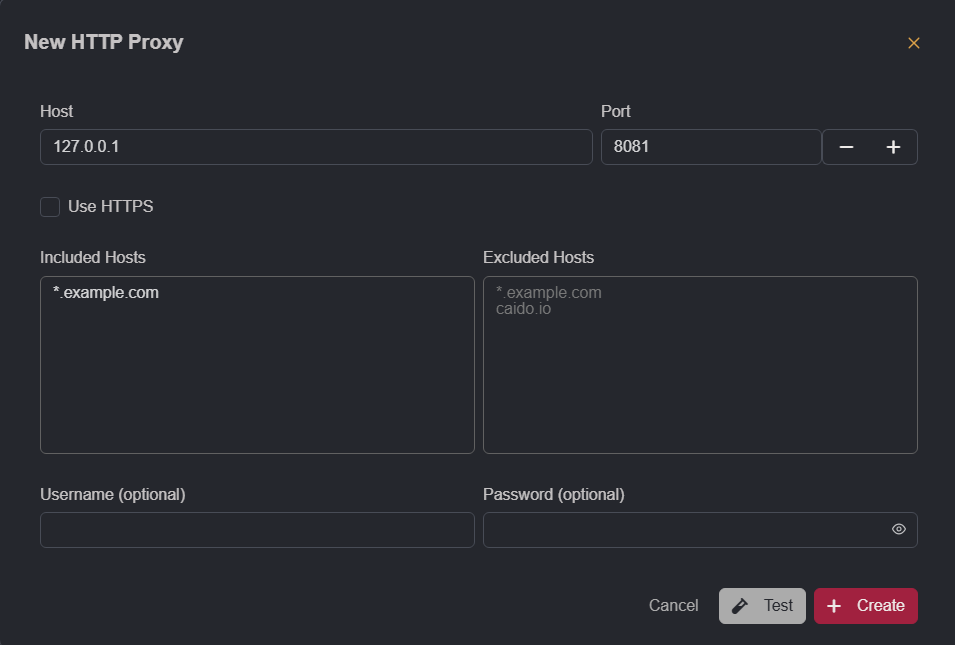 New HTTP Proxy
Host
Port
127.0.0.1
8081
Use HTTPS
Included Hosts
Excluded Hosts
*.example.com
*.example.com
caido.io
Username (optional)
Password (optional)
Cancel
Test
Create